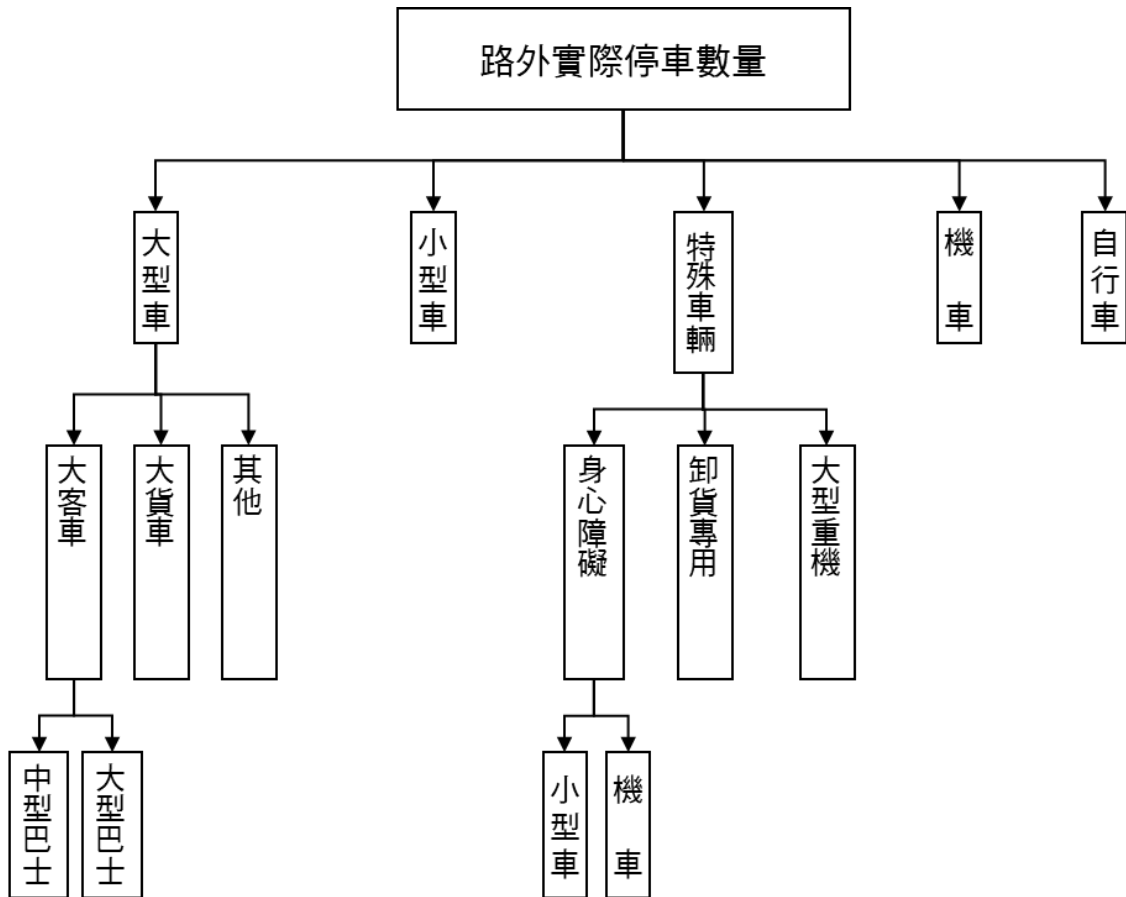 路外實際停車數量
大型車
小型車
特殊車輛
機車
自行車
大客車
大貨車
其他
身心障礙
卸貨專用
大型重機
中型巴士
大型巴士
小型車
機車